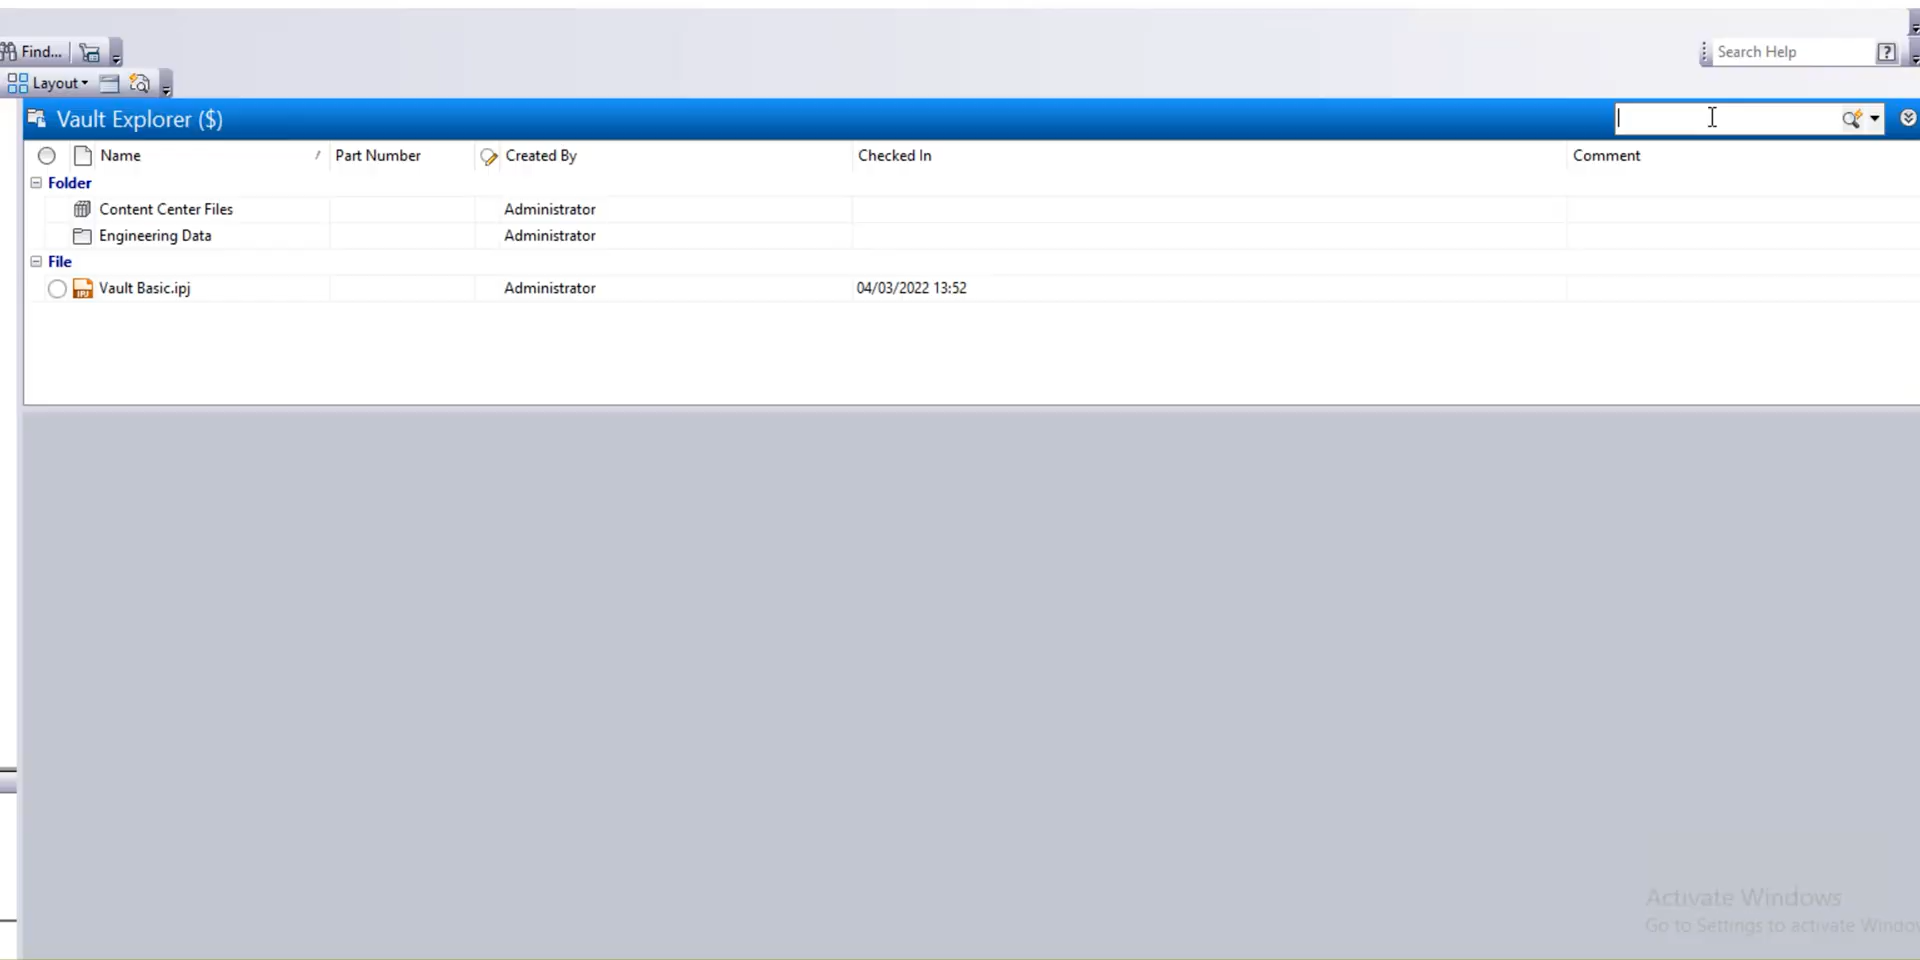 Find...
Search Help
Layout
Vault Explorer ($)
Name / Part Number Created By Checked In Comment
Folder
Content Center Files Administrator
Engineering Data Administrator
File
Vault Basic.ipj Administrator 04/03/2022 13:52
Activate Windows
Go to Settings to activate Windo